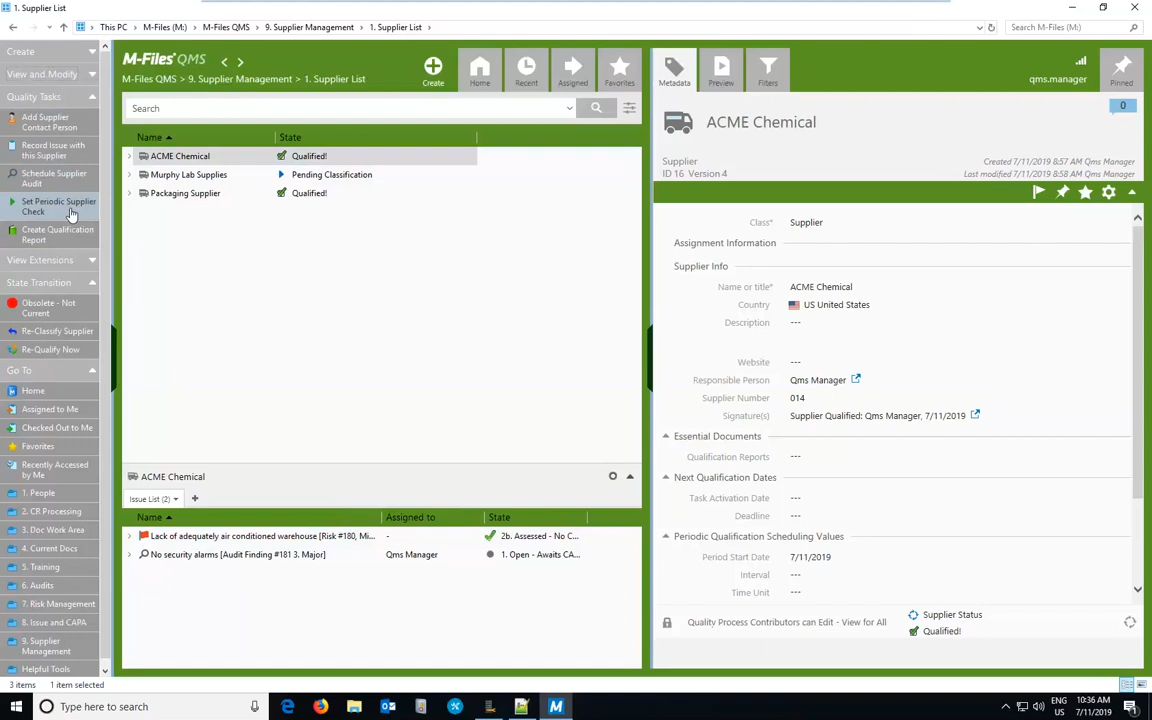 1. Supplier List
This PC > M-Files (M:) > M-Files QMS > 9. Supplier Management > 1. Supplier List
Search M-Files (M:)
Create
View and Modify
Quality Tasks
Add Supplier
Contact Person
Record Issue with
this Supplier
Schedule Supplier
Audit
Set Periodic Supplier
Check
Create Qualification
Report
View Extensions
State Transition
Obsolete - Not
Current
Re-Classify Supplier
Re-Qualify Now
Go To
Home
Assigned to Me
Checked Out to Me
Favorites
Recently Accessed
by Me
1. People
2. CR Processing
3. Doc Work Area
4. Current Docs
5. Training
6. Audits
7. Risk Management
8. Issue and CAPA
9. Supplier
Management
Helpful Tools
3 items 1 item selected
M-Files QMS
M-Files QMS > 9. Supplier Management > 1. Supplier List
Create
Home
Recent
Assigned
Favorites
Search
Name State
ACME Chemical Qualified!
Murphy Lab Supplies Pending Classification
Packaging Supplier Qualified!
ACME Chemical
Issue List (2)
Name Assigned to State
Lack of adequately air conditioned warehouse [Risk #180, Mi... - 2b. Assessed - No C...
No security alarms [Audit Finding #181 3. Major] Qms Manager 1. Open - Awaits CA...
Metadata
Preview
Filters
qms.manager
Pinned
0
ACME Chemical
Supplier
ID 16 Version 4
Created 7/11/2019 8:57 AM Qms Manager
Last modified 7/11/2019 8:58 AM Qms Manager
Class* Supplier
Assignment Information
Supplier Info
Name or title* ACME Chemical
Country US United States
Description ---
Website ---
Responsible Person Qms Manager
Supplier Number 014
Signature(s) Supplier Qualified: Qms Manager, 7/11/2019
Essential Documents
Qualification Reports ---
Next Qualification Dates
Task Activation Date ---
Deadline ---
Periodic Qualification Scheduling Values
Period Start Date 7/11/2019
Interval ---
Time Unit ---
Quality Process Contributors can Edit - View for All
Supplier Status
Qualified!
Type here to search
ENG
US
10:36 AM
7/11/2019